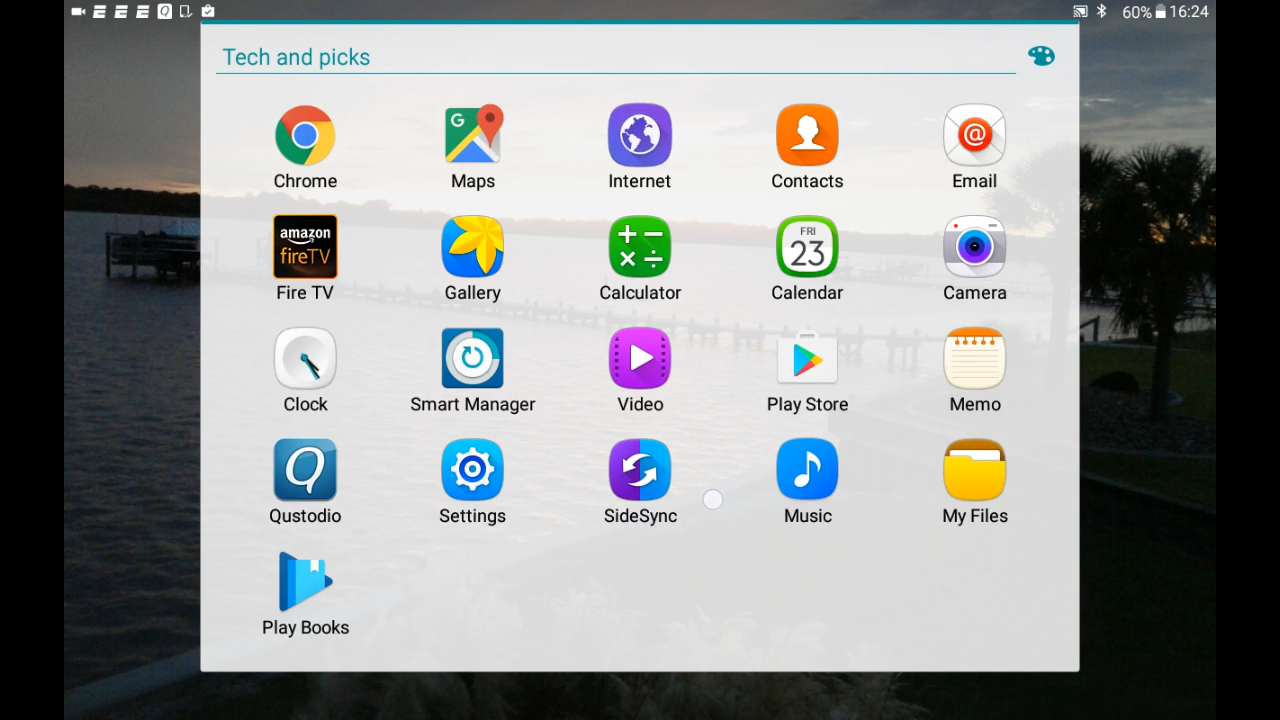 60% 16:24
Tech and picks
G
Chrome Maps Internet Contacts Email
amazon
fireTV
FRI
23
Fire TV Gallery Calculator Calendar Camera
Clock Smart Manager Video Play Store Memo
Qustodio Settings SideSync Music My Files
Play Books